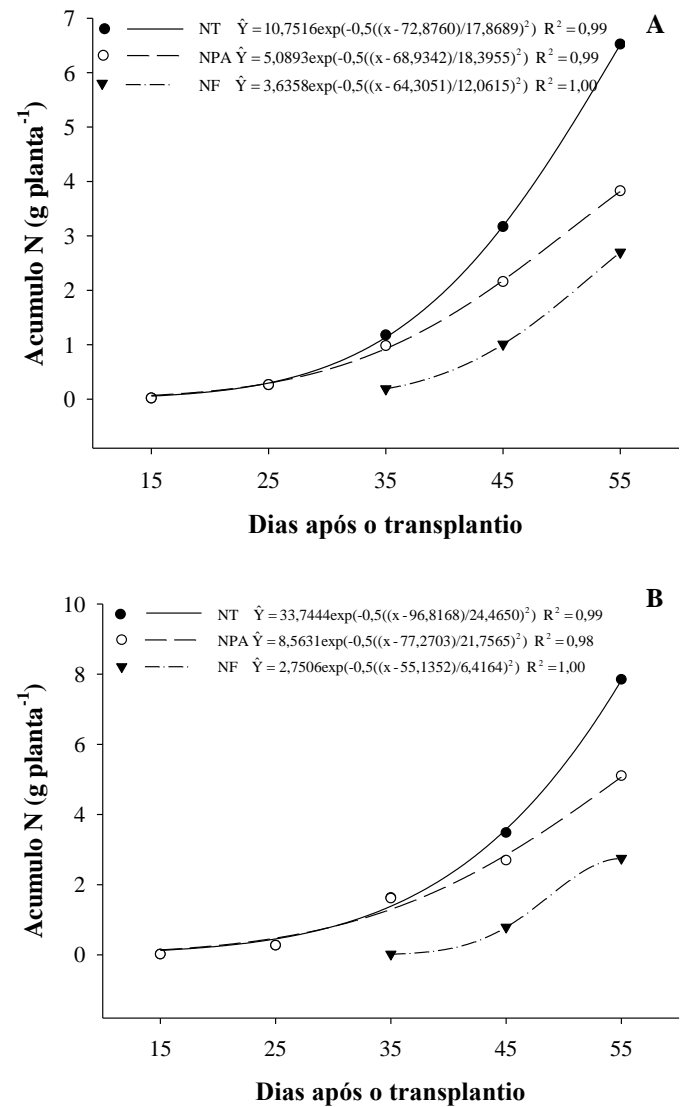 7
A
NT Ŷ = 10,7516exp(-0,5((x - 72,8760)/17,8689)²) R² = 0,99
6
NPA Ŷ = 5,0893exp(-0,5((x - 68,9342)/18,3955)²) R² = 0,99
NF Ŷ = 3,6358exp(-0,5((x - 64,3051)/12,0615)²) R² = 1,00
5
4
3
2
1
0
Acumulo N (g planta⁻¹)
15 25 35 45 55
Dias após o transplantio
10
B
NT Ŷ = 33,7444exp(-0,5((x - 96,8168)/24,4650)²) R² = 0,99
NPA Ŷ = 8,5631exp(-0,5((x - 77,2703)/21,7565)²) R² = 0,98
NF Ŷ = 2,7506exp(-0,5((x - 55,1352)/6,4164)²) R² = 1,00
8
6
4
2
0
Acumulo N (g planta⁻¹)
15 25 35 45 55
Dias após o transplantio